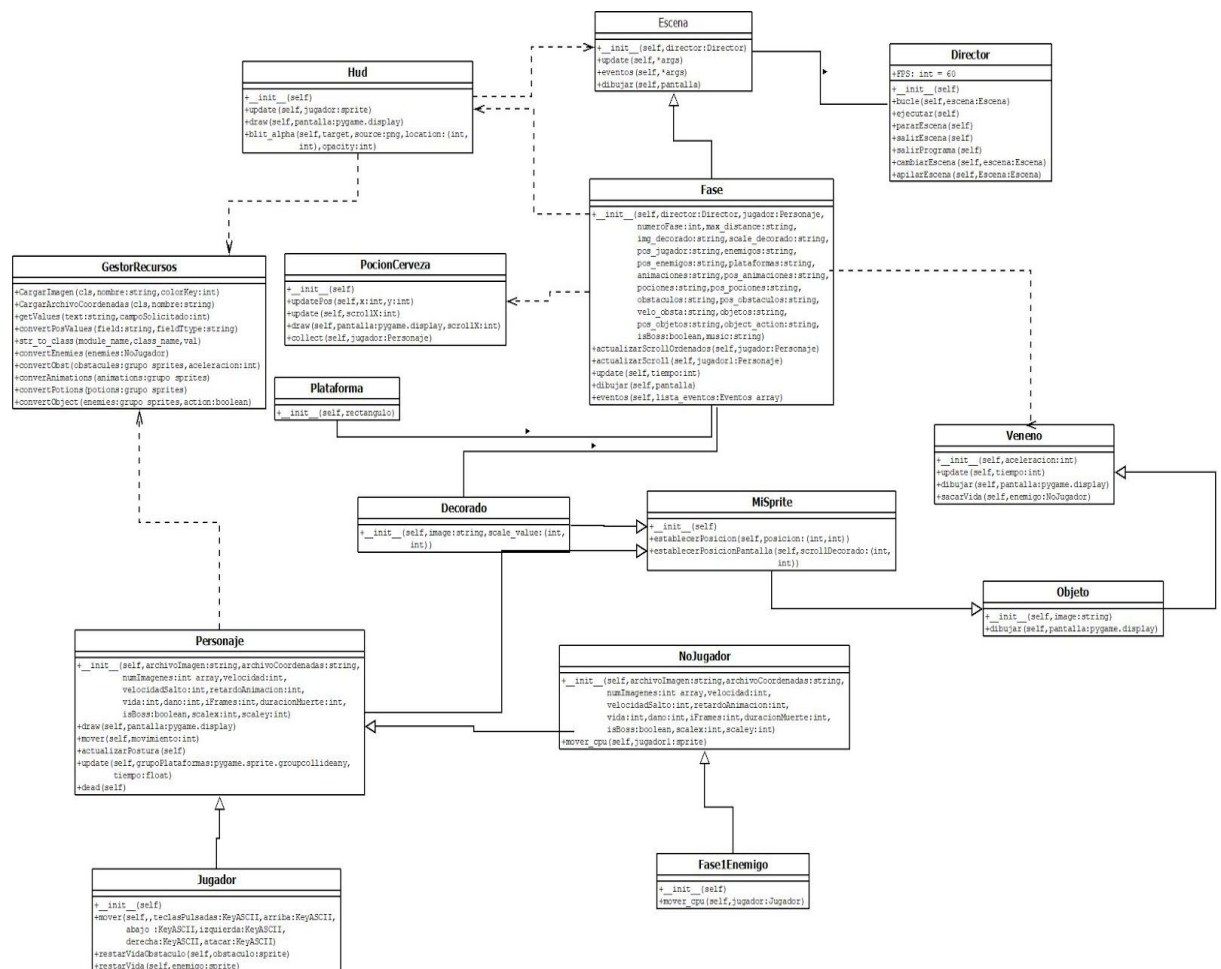 Escena
+__init__(self,director:Director)
+update(self,*args)
+eventos(self,*args)
+dibujar(self,pantalla)
Director
+FPS: int = 60
+__init__(self)
+bucle(self,escena:Escena)
+ejecutar(self)
+pararEscena(self)
+salirEscena(self)
+salirPrograma(self)
+cambiarEscena(self,escena:Escena)
+apilarEscena(self,Escena:Escena)
Hud
+__init__(self)
+update(self,jugador:sprite)
+draw(self,pantalla:pygame.display)
+blit_alpha(self,target,source:png,location:(int,
int),opacity:int)
Fase
+__init__(self,director:Director,jugador:Personaje,
numeroFase:int,max_distance:string,
img_decorado:string,scale_decorado:string,
pos_jugador:string,enemigos:string,
pos_enemigos:string,plataformas:string,
animaciones:string,pos_animaciones:string,
pociones:string,pos_pociones:string,
obstaculos:string,pos_obstaculos:string,
velo_obsta:string,objetos:string,
pos_objetos:string,object_action:string,
isBoss:boolean,music:string)
+actualizarScrollOrdenados(self,jugador:Personaje)
+actualizarScroll(self,jugador1:Personaje)
+update(self,tiempo:int)
+dibujar(self,pantalla)
+eventos(self,lista_eventos:Eventos array)
GestorRecursos
+CargarImagen(cls,nombre:string,colorKey:int)
+CargarArchivoCoordenadas(cls,nombre:string)
+getValues(text:string,campoSolicitado:int)
+convertPosValues(field:string,fieldTtype:string)
+str_to_class(module_name,class_name,val)
+convertEnemies(enemies:NoJugador)
+convertObst(obstacules:grupo sprites,aceleracion:int)
+converAnimations(animations:grupo sprites)
+convertPotions(potions:grupo sprites)
+convertObject(enemies:grupo sprites,action:boolean)
PocionCerveza
+__init__(self)
+updatePos(self,x:int,y:int)
+update(self,scrollX:int)
+draw(self,pantalla:pygame.display,scrollX:int)
+collect(self,jugador:Personaje)
Plataforma
+__init__(self,rectangulo)
Veneno
+__init__(self,aceleracion:int)
+update(self,tiempo:int)
+dibujar(self,pantalla:pygame.display)
+sacarVida(self,enemigo:NoJugador)
Decorado
+__init__(self,image:string,scale_value:(int,
int))
MiSprite
+__init__(self)
+establecerPosicion(self,posicion:(int,int))
+establecerPosicionPantalla(self,scrollDecorado:(int,
int))
Objeto
+__init__(self,image:string)
+dibujar(self,pantalla:pygame.display)
Personaje
+__init__(self,archivoImagen:string,archivoCoordenadas:string,
numImagenes:int array,velocidad:int,
velocidadSalto:int,retardoAnimacion:int,
vida:int,dano:int,iFrames:int,duracionMuerte:int,
isBoss:boolean,scalex:int,scaley:int)
+draw(self,pantalla:pygame.display)
+mover(self,movimiento:int)
+actualizarPostura(self)
+update(self,grupoPlataformas:pygame.sprite.groupcollideany,
tiempo:float)
+dead(self)
NoJugador
+__init__(self,archivoImagen:string,archivoCoordenadas:string,
numImagenes:int array,velocidad:int,
velocidadSalto:int,retardoAnimacion:int,
vida:int,dano:int,iFrames:int,duracionMuerte:int,
isBoss:boolean,scalex:int,scaley:int)
+mover_cpu(self,jugador1:sprite)
Fase1Enemigo
+__init__(self)
+mover_cpu(self,jugador:Jugador)
Jugador
+__init__(self)
+mover(self,,teclasPulsadas:KeyASCII,arriba:KeyASCII,
abajo :KeyASCII,izquierda:KeyASCII,
derecha:KeyASCII,atacar:KeyASCII)
+restarVidaObstaculo(self,obstaculo:sprite)
+restarVida(self,enemigo:sprite)